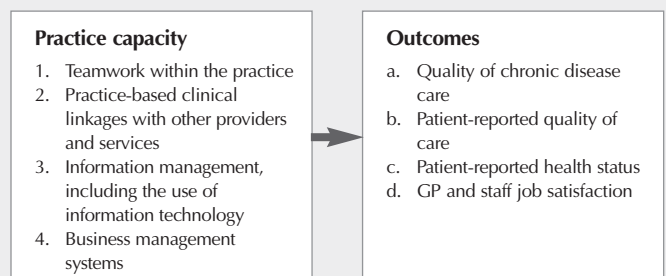 Practice capacity
1. Teamwork within the practice
2. Practice-based clinical
linkages with other providers
and services
3. Information management,
including the use of
information technology
4. Business management
systems
Outcomes
a. Quality of chronic disease
care
b. Patient-reported quality of
care
c. Patient-reported health status
d. GP and staff job satisfaction